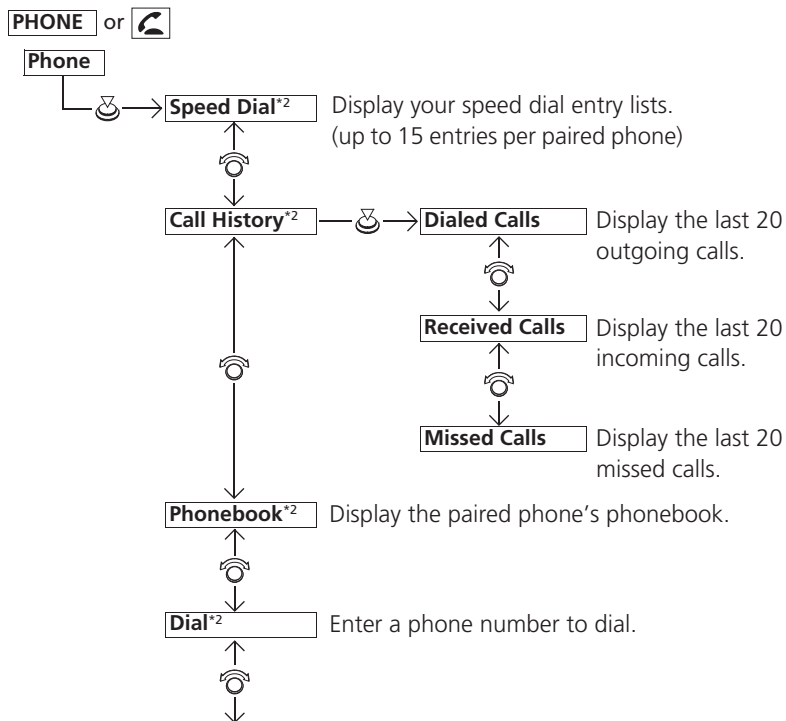 PHONE or
Phone
Speed Dial*2 Display your speed dial entry lists.
(up to 15 entries per paired phone)
Call History*2 Dialed Calls Display the last 20
outgoing calls.
Received Calls Display the last 20
incoming calls.
Missed Calls Display the last 20
missed calls.
Phonebook*2 Display the paired phone’s phonebook.
Dial*2 Enter a phone number to dial.